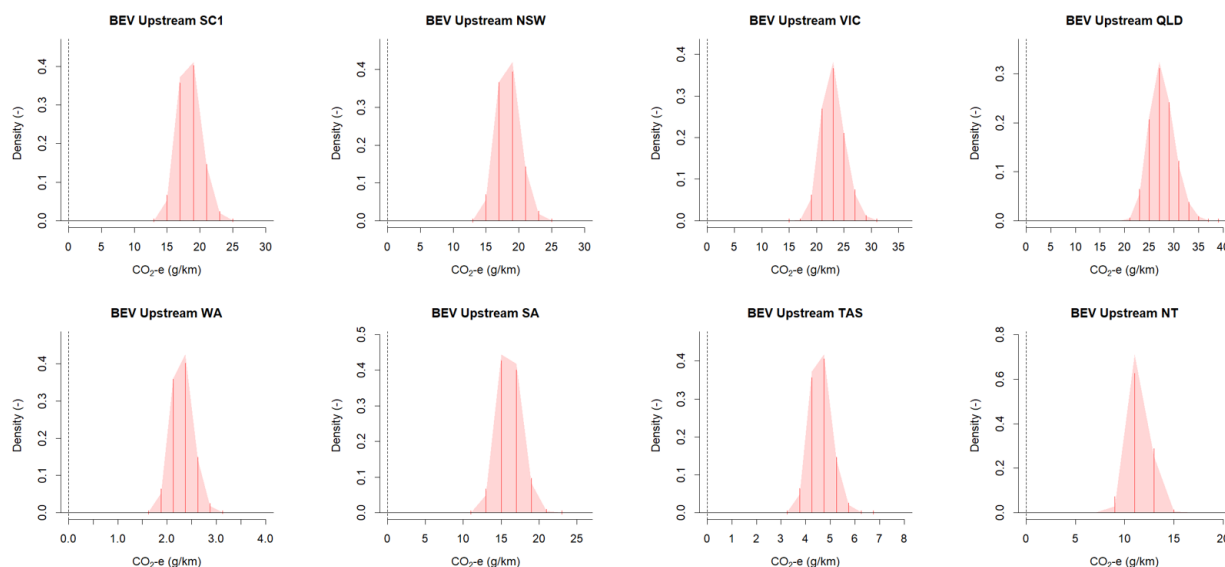 BEV Upstream SC1
Density (-)
0.0 0.1 0.2 0.3 0.4
0 5 10 15 20 25 30
CO₂-e (g/km)
BEV Upstream NSW
Density (-)
0.0 0.1 0.2 0.3 0.4
0 5 10 15 20 25 30
CO₂-e (g/km)
BEV Upstream VIC
Density (-)
0.0 0.1 0.2 0.3 0.4
0 5 10 15 20 25 30 35
CO₂-e (g/km)
BEV Upstream QLD
Density (-)
0.0 0.1 0.2 0.3
0 5 10 15 20 25 30 35 40
CO₂-e (g/km)
BEV Upstream WA
Density (-)
0.0 0.1 0.2 0.3 0.4
0.0 1.0 2.0 3.0 4.0
CO₂-e (g/km)
BEV Upstream SA
Density (-)
0.0 0.1 0.2 0.3 0.4 0.5
0 5 10 15 20 25
CO₂-e (g/km)
BEV Upstream TAS
Density (-)
0.0 0.1 0.2 0.3 0.4
0 1 2 3 4 5 6 7 8
CO₂-e (g/km)
BEV Upstream NT
Density (-)
0.0 0.2 0.4 0.6 0.8
0 5 10 15 20
CO₂-e (g/km)